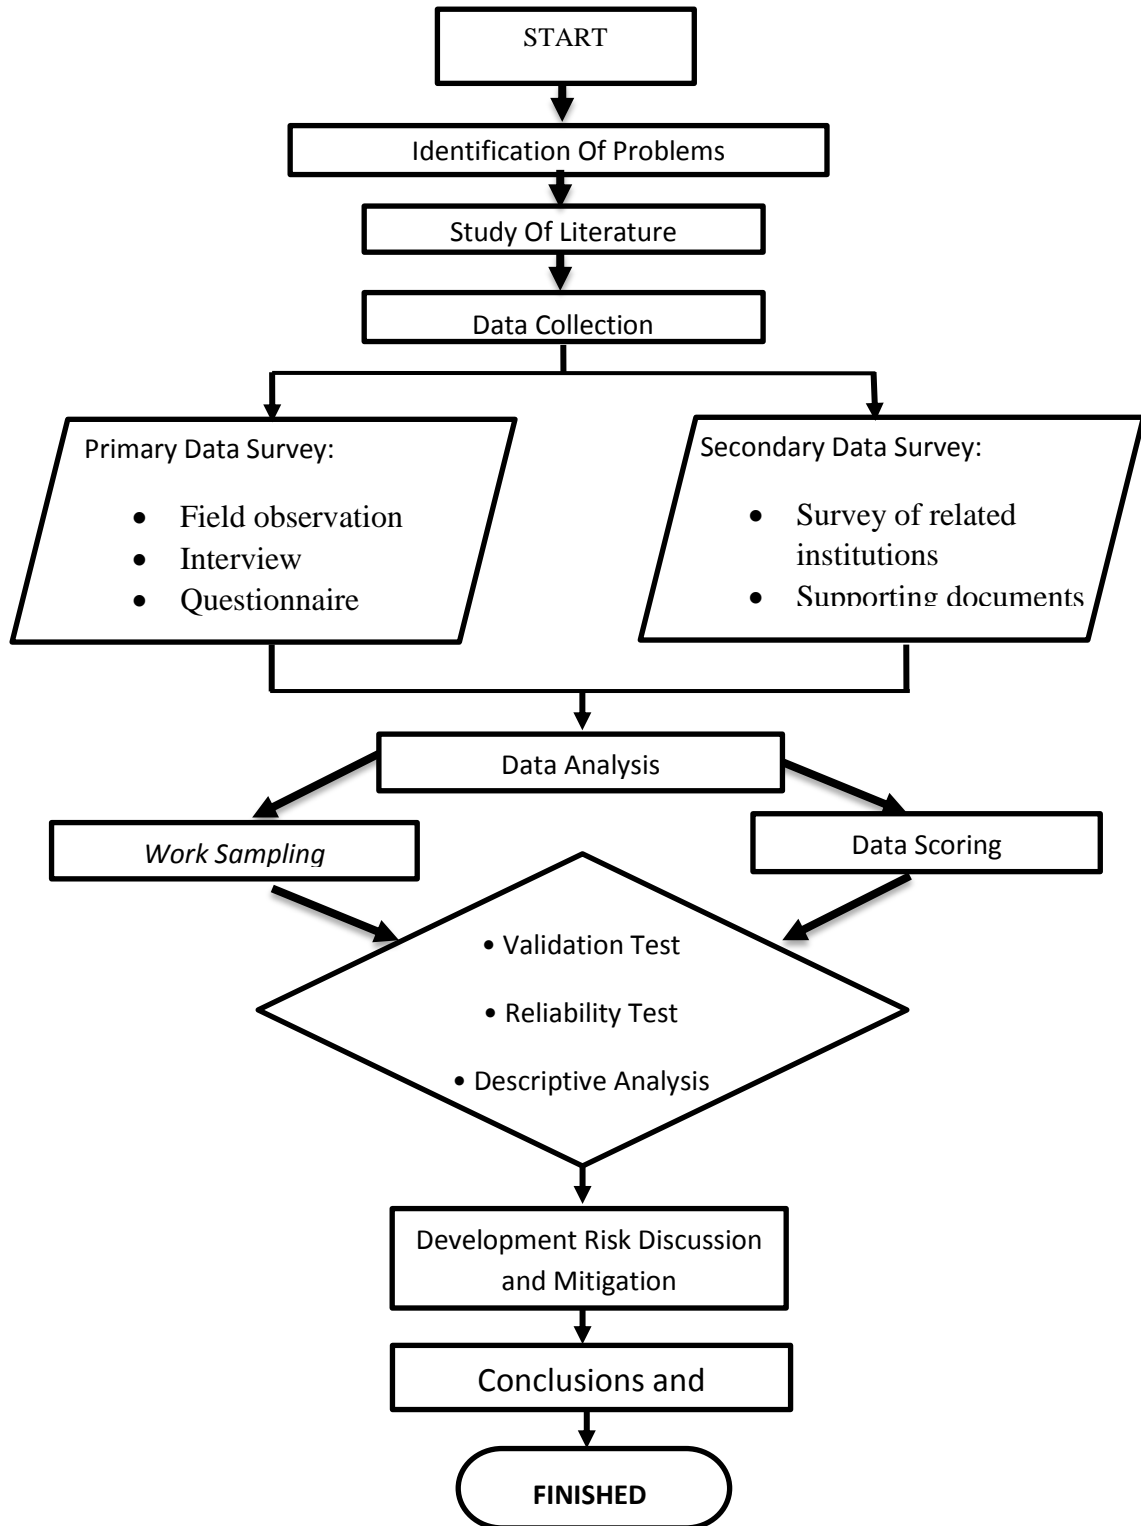 START
Identification Of Problems
Study Of Literature
Data Collection
Primary Data Survey:
• Field observation
• Interview
• Questionnaire
Secondary Data Survey:
• Survey of related
institutions
• Supporting documents
Data Analysis
Work Sampling
Data Scoring
• Validation Test
• Reliability Test
• Descriptive Analysis
Development Risk Discussion
and Mitigation
Conclusions and
FINISHED